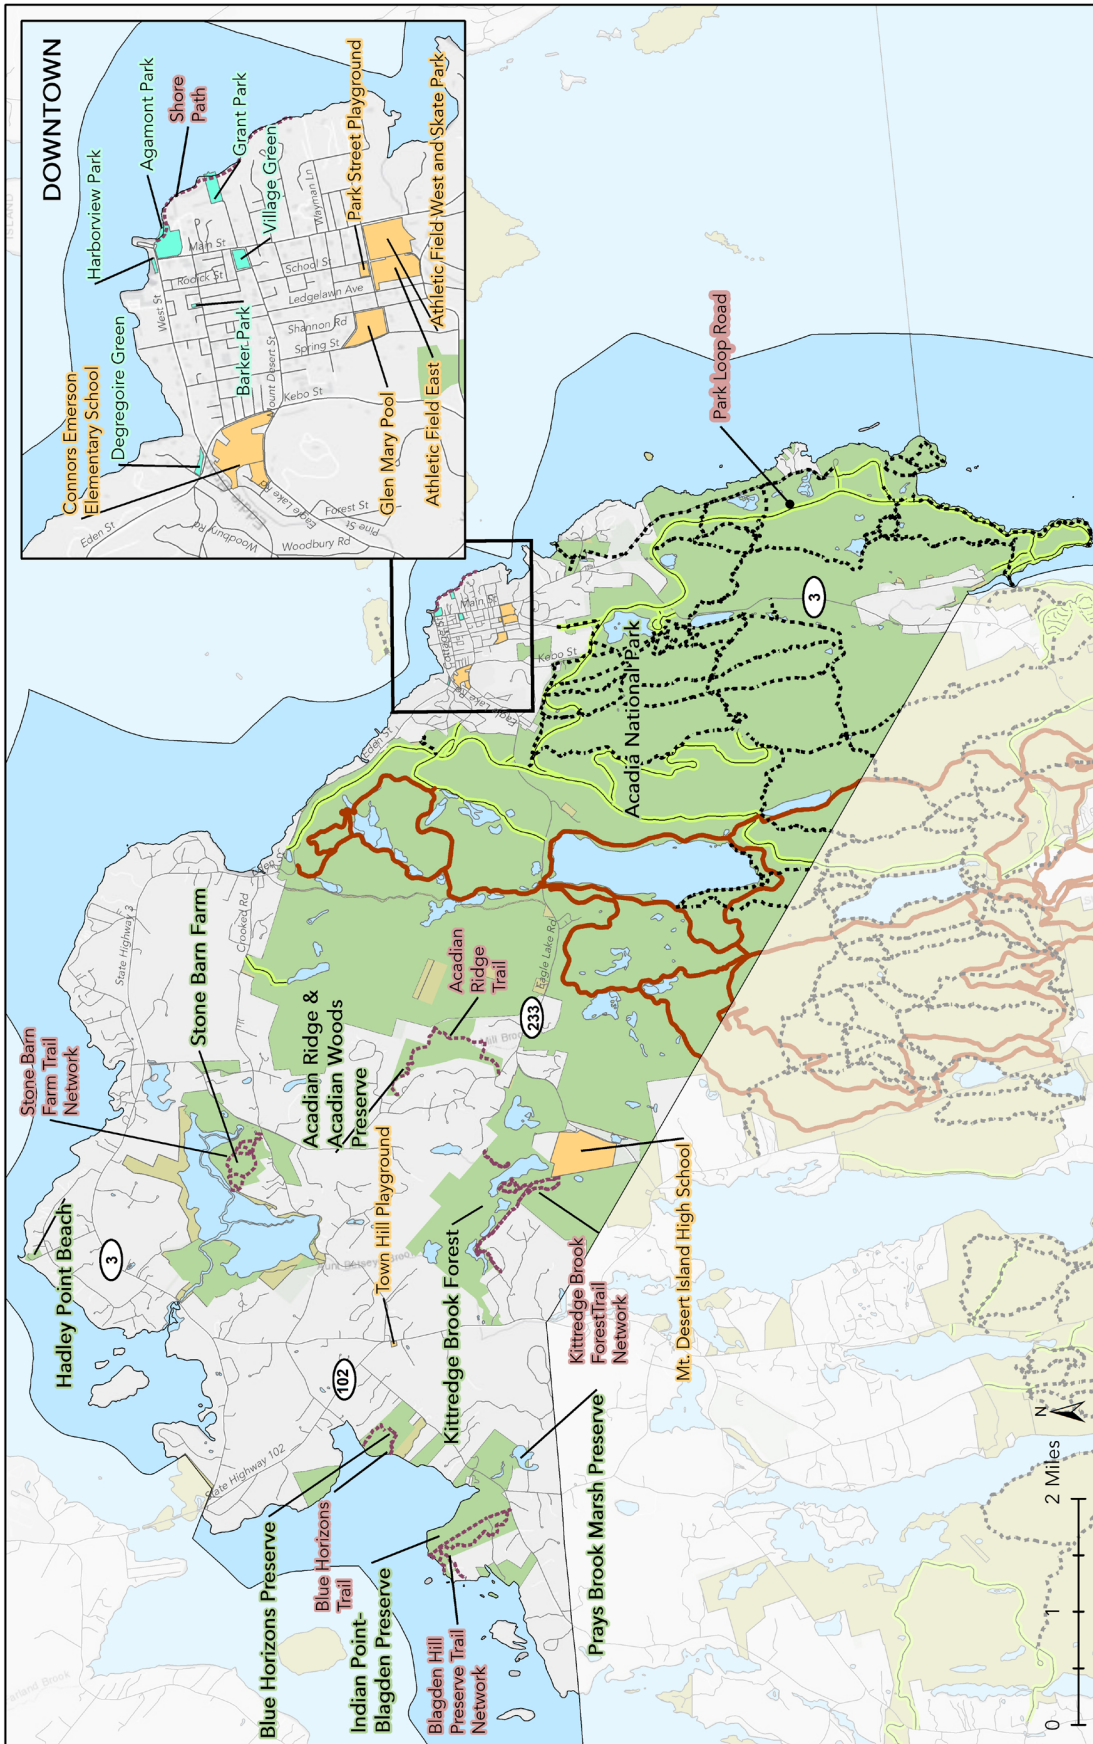 DOWNTOWN
Connors Emerson
Elementary School
Degregoire Green
Harborview Park
Agamont Park
Shore
Path
Grant Park
Village Green
Barker Park
Park Street Playground
Glen Mary Pool
Athletic Field East
Athletic Field West and Skate Park
Eden St
Woodbury Rd
Woodbury Rd
Eagle Lake Rd
Forest St
Pine St
West St
Rodick St
Main St
School St
Wayman Ln
Ledgelawn Ave
Shannon Rd
Spring St
Mount Desert St
Kebo St
Stone Barn
Farm Trail
Network
Stone Barn Farm
Hadley Point Beach
3
State Highway 3
Crooked Rd
Eden St
Eagle Lake Rd
Main St
Kebo St
Park Loop Road
Acadia National Park
3
Acadian Ridge &
Acadian Woods
Preserve
Acadian
Ridge
Trail
Eagle Lake Rd
233
Town Hill Playground
102
State Highway 102
Kittredge Brook Forest
Kittredge Brook
Forest Trail
Network
Mt. Desert Island High School
Blue Horizons Preserve
Blue Horizons
Trail
Indian Point-
Blagden Preserve
Blagden Hill
Preserve Trail
Network
Prays Brook Marsh Preserve
N
0
1
2 Miles